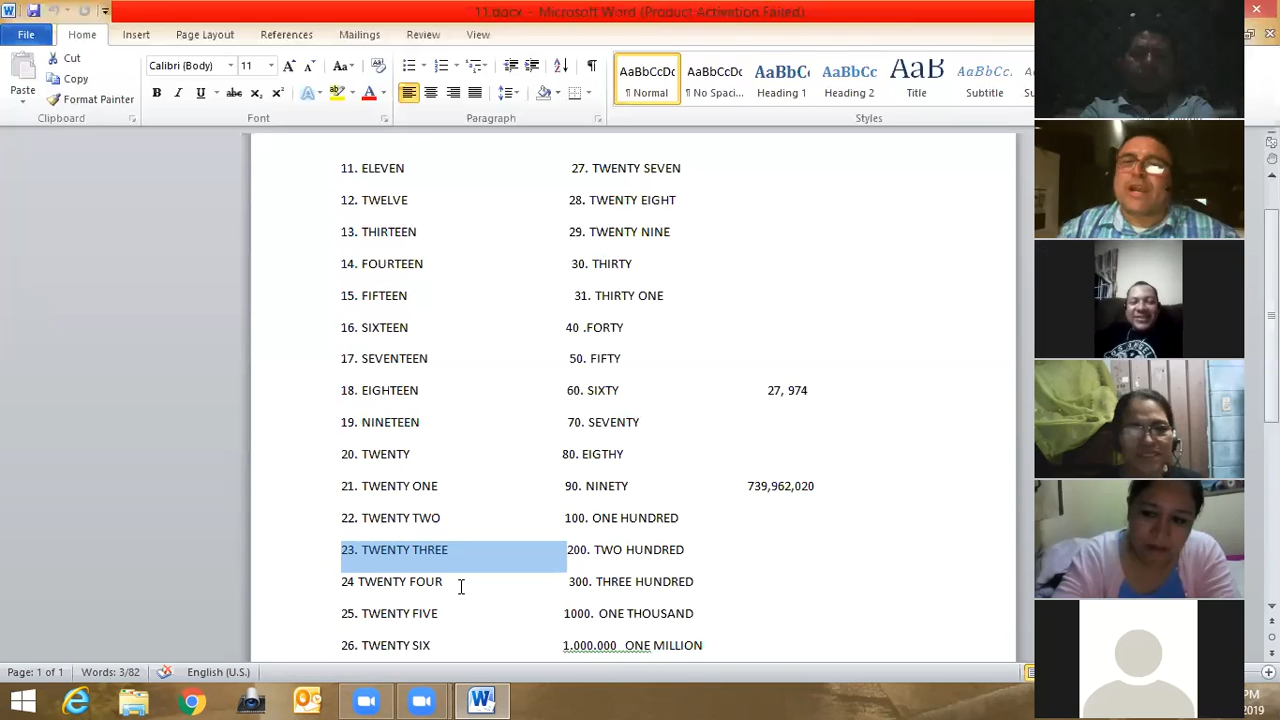 11.docx - Microsoft Word (Product Activation Failed)
File Home Insert Page Layout References Mailings Review View
Paste
Cut
Copy
Format Painter
Clipboard
Calibri (Body) 11
Font
Paragraph
AaBbCcDc AaBbCcDc AaBbC AaBbCc AaB AaBbCcD
¶ Normal ¶ No Spaci... Heading 1 Heading 2 Title Subtitle
Styles
11. ELEVEN 27. TWENTY SEVEN
12. TWELVE 28. TWENTY EIGHT
13. THIRTEEN 29. TWENTY NINE
14. FOURTEEN 30. THIRTY
15. FIFTEEN 31. THIRTY ONE
16. SIXTEEN 40 .FORTY
17. SEVENTEEN 50. FIFTY
18. EIGHTEEN 60. SIXTY 27, 974
19. NINETEEN 70. SEVENTY
20. TWENTY 80. EIGTHY
21. TWENTY ONE 90. NINETY 739,962,020
22. TWENTY TWO 100. ONE HUNDRED
23. TWENTY THREE 200. TWO HUNDRED
24 TWENTY FOUR 300. THREE HUNDRED
25. TWENTY FIVE 1000. ONE THOUSAND
26. TWENTY SIX 1.000.000 ONE MILLION
Page: 1 of 1 Words: 3/82 English (U.S.)